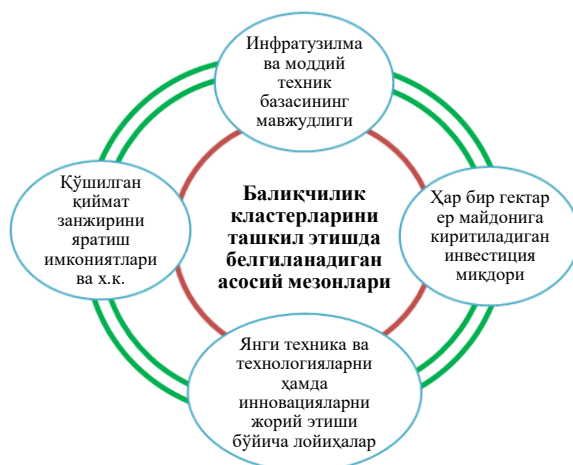 Инфратузилма
ва моддий
техник
базасининг
мавжудлиги
Қўшилган
қиймат
занжирини
яратиш
имкониятлари
ва х.к.
Балиқчилик
кластерларини
ташкил этишда
белгиланадиган
асосий мезонлари
Ҳар бир гектар
ер майдонига
киритиладиган
инвестиция
миқдори
Янги техника ва
технологияларни
ҳамда
инновацияларни
жорий этиши
бўйича лойиҳалар